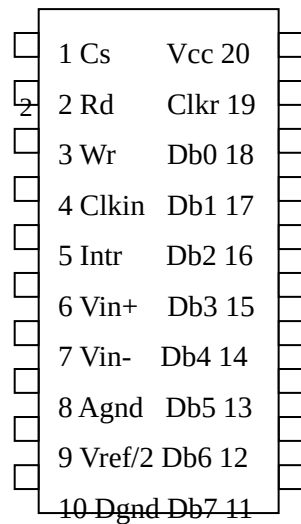 1 Cs Vcc 20
2 2 Rd Clkr 19
3 Wr Db0 18
4 Clkin Db1 17
5 Intr Db2 16
6 Vin+ Db3 15
7 Vin- Db4 14
8 Agnd Db5 13
9 Vref/2 Db6 12
10 Dgnd Db7 11